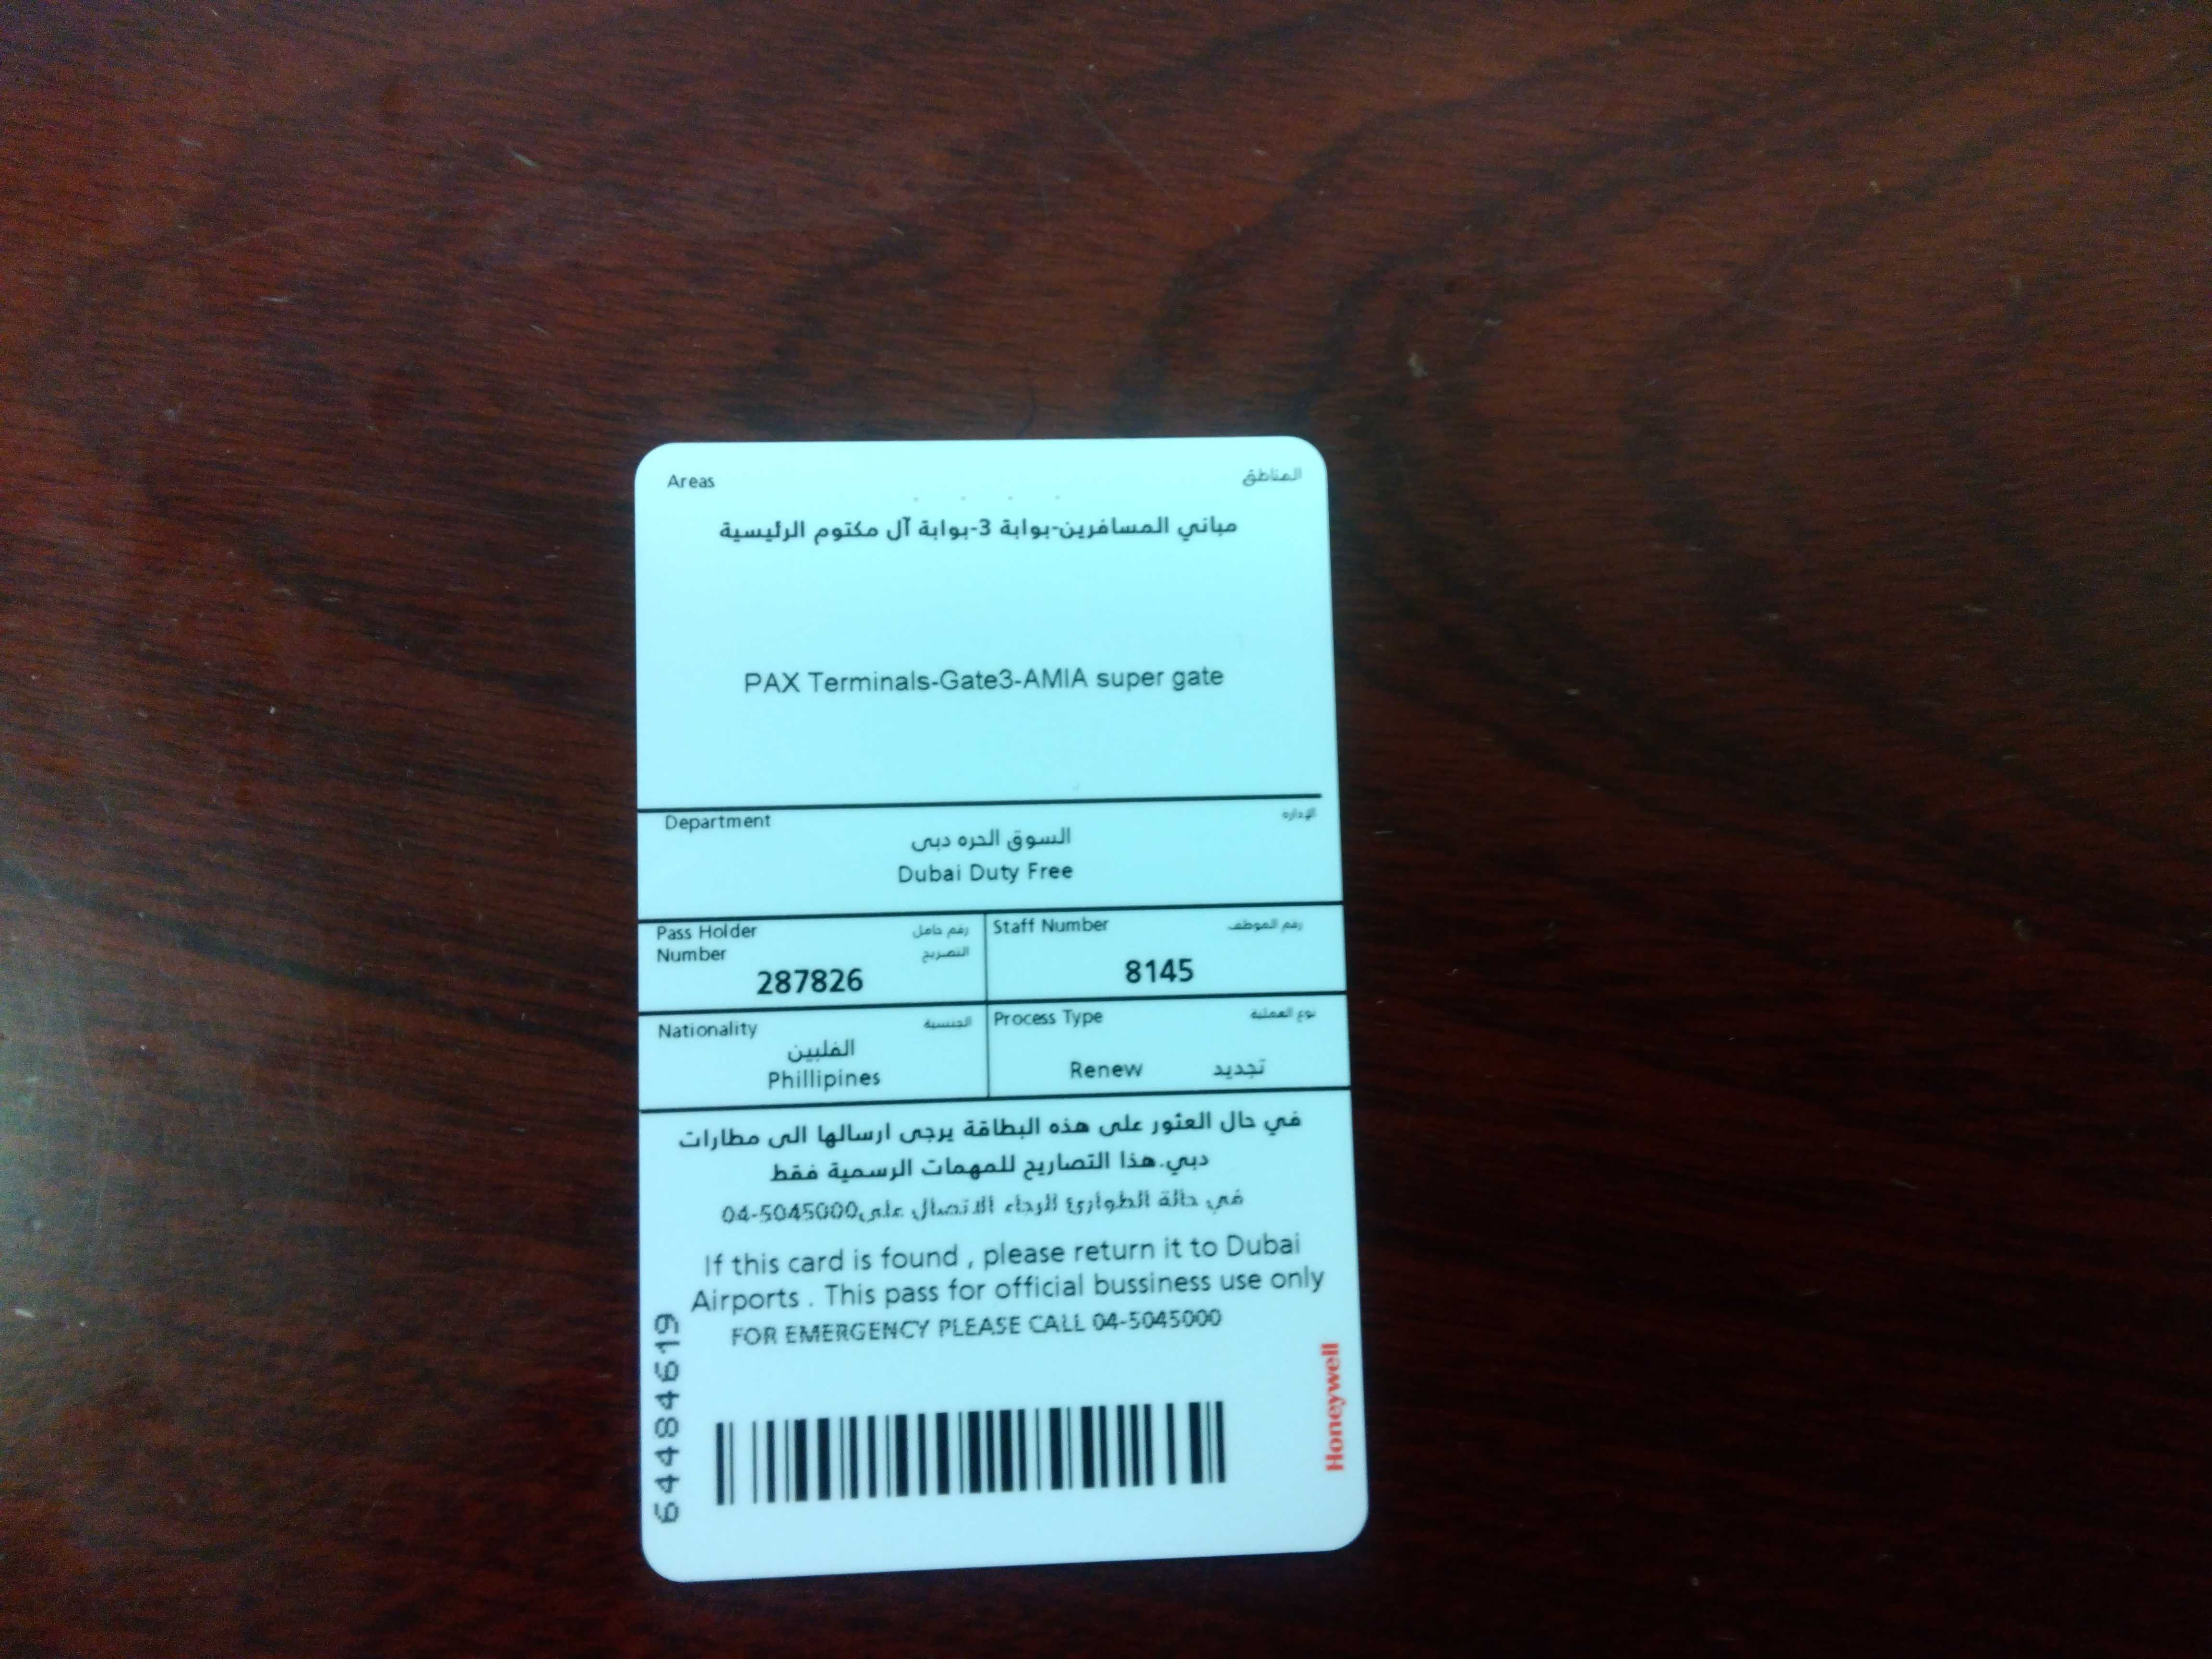 Areas المناطق
مباني المسافرين-بوابة 3-بوابة آل مكتوم الرئيسية
PAX Terminals-Gate3-AMIA super gate
Department الإداره
السوق الحره دبى
Dubai Duty Free
Pass Holder رقم حامل
Number التصريح
287826
Staff Number رقم الموظف
8145
Nationality الجنسية
الفلبين
Phillipines
Process Type نوع العملية
Renew تجديد
في حال العثور على هذه البطاقة يرجى ارسالها الى مطارات
دبي.هذا التصاريح للمهمات الرسمية فقط
في حالة الطوارئ الرجاء الاتصال على04-5045000
If this card is found , please return it to Dubai
Airports . This pass for official bussiness use only
FOR EMERGENCY PLEASE CALL 04-5045000
64484619
Honeywell